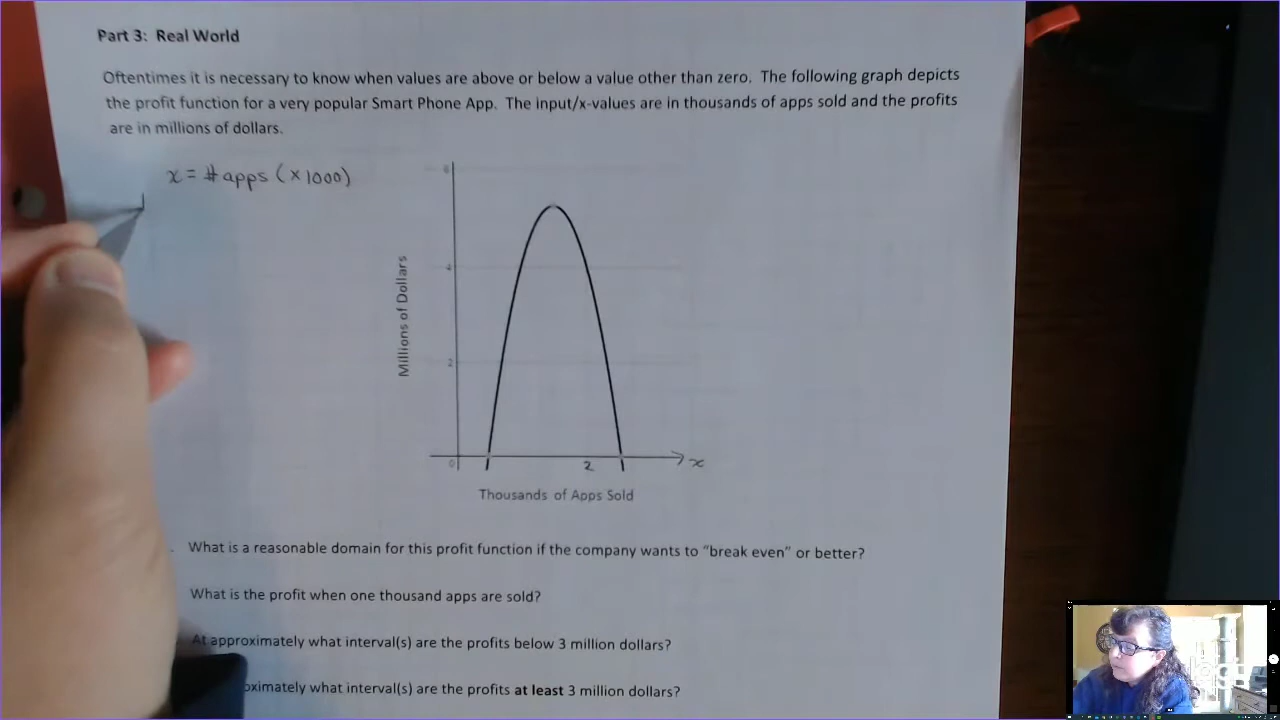 Part 3: Real World
Oftentimes it is necessary to know when values are above or below a value other than zero. The following graph depicts
the profit function for a very popular Smart Phone App. The input/x-values are in thousands of apps sold and the profits
are in millions of dollars.
x = # apps (x 1000)
6
4
Millions of Dollars
2
0
2
x
Thousands of Apps Sold
What is a reasonable domain for this profit function if the company wants to “break even” or better?
What is the profit when one thousand apps are sold?
At approximately what interval(s) are the profits below 3 million dollars?
oximately what interval(s) are the profits at least 3 million dollars?